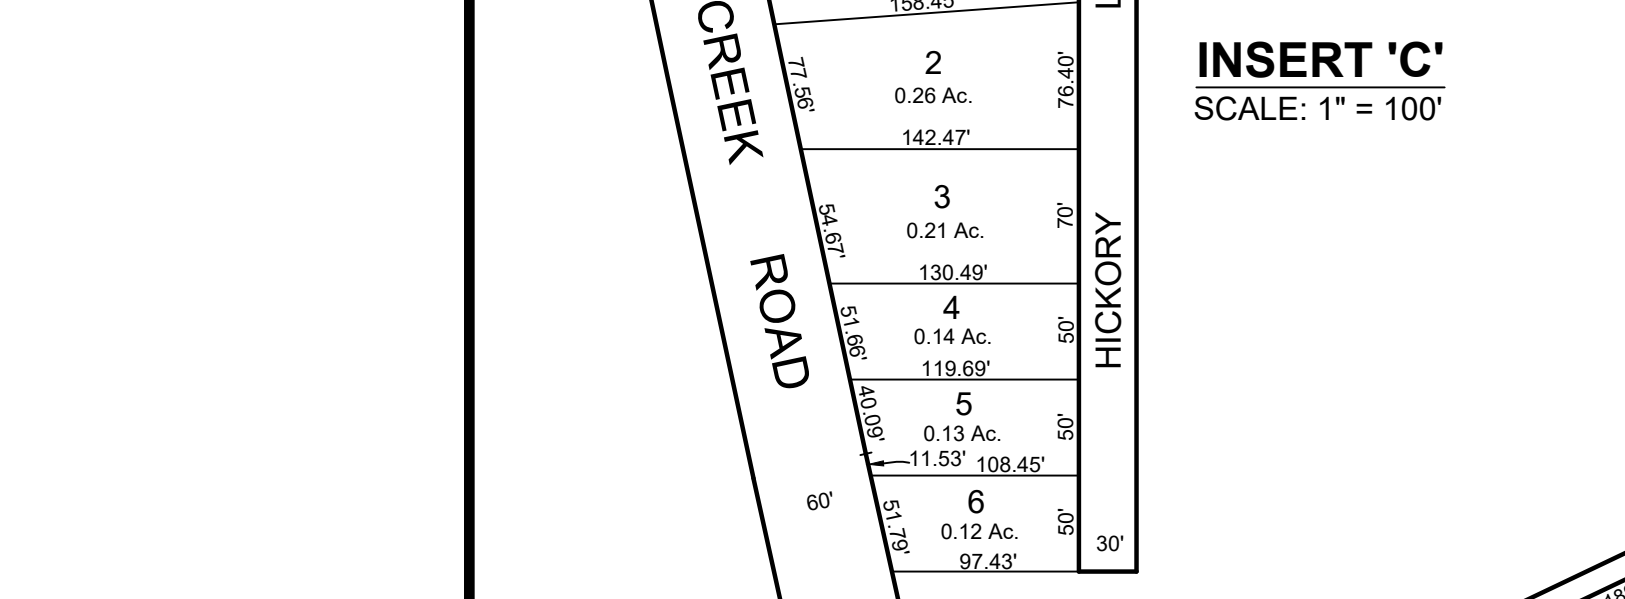 158.45'
CREEK
ROAD
60'
77.56'
2
0.26 Ac.
142.47'
76.40'
54.67'
3
0.21 Ac.
130.49'
70'
51.66'
4
0.14 Ac.
119.69'
50'
40.09'
5
0.13 Ac.
11.53' 108.45'
50'
51.79'
6
0.12 Ac.
97.43'
50'
HICKORY
30'
INSERT 'C'
SCALE: 1" = 100'